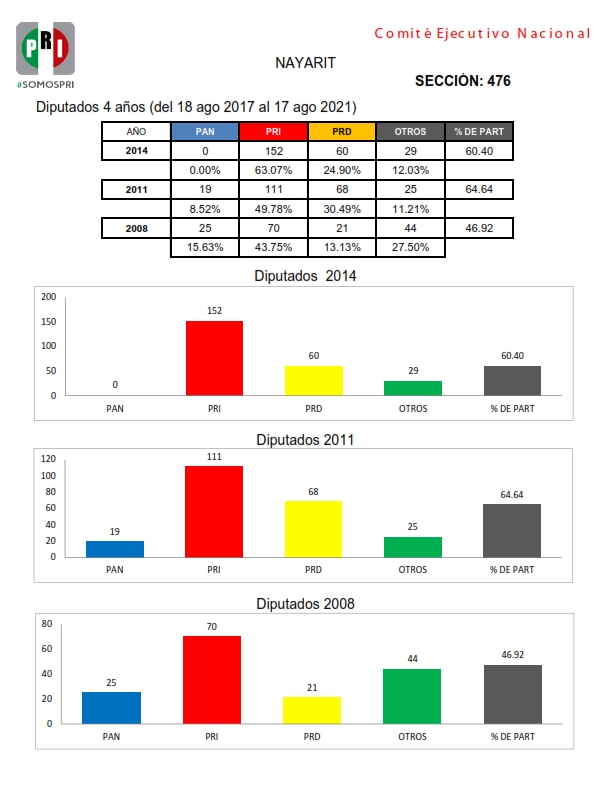 PRI
#SOMOSPRI
Comité Ejecutivo Nacional
NAYARIT
SECCIÓN: 476
Diputados 4 años (del 18 ago 2017 al 17 ago 2021)
AÑO PAN PRI PRD OTROS % DE PART
2014 0 152 60 29 60.40
0.00% 63.07% 24.90% 12.03%
2011 19 111 68 25 64.64
8.52% 49.78% 30.49% 11.21%
2008 25 70 21 44 46.92
15.63% 43.75% 13.13% 27.50%
Diputados 2014
200
150
100
50
0
0 152 60 29 60.40
PAN PRI PRD OTROS % DE PART
Diputados 2011
120
100
80
60
40
20
0
19 111 68 25 64.64
PAN PRI PRD OTROS % DE PART
Diputados 2008
80
60
40
20
0
25 70 21 44 46.92
PAN PRI PRD OTROS % DE PART